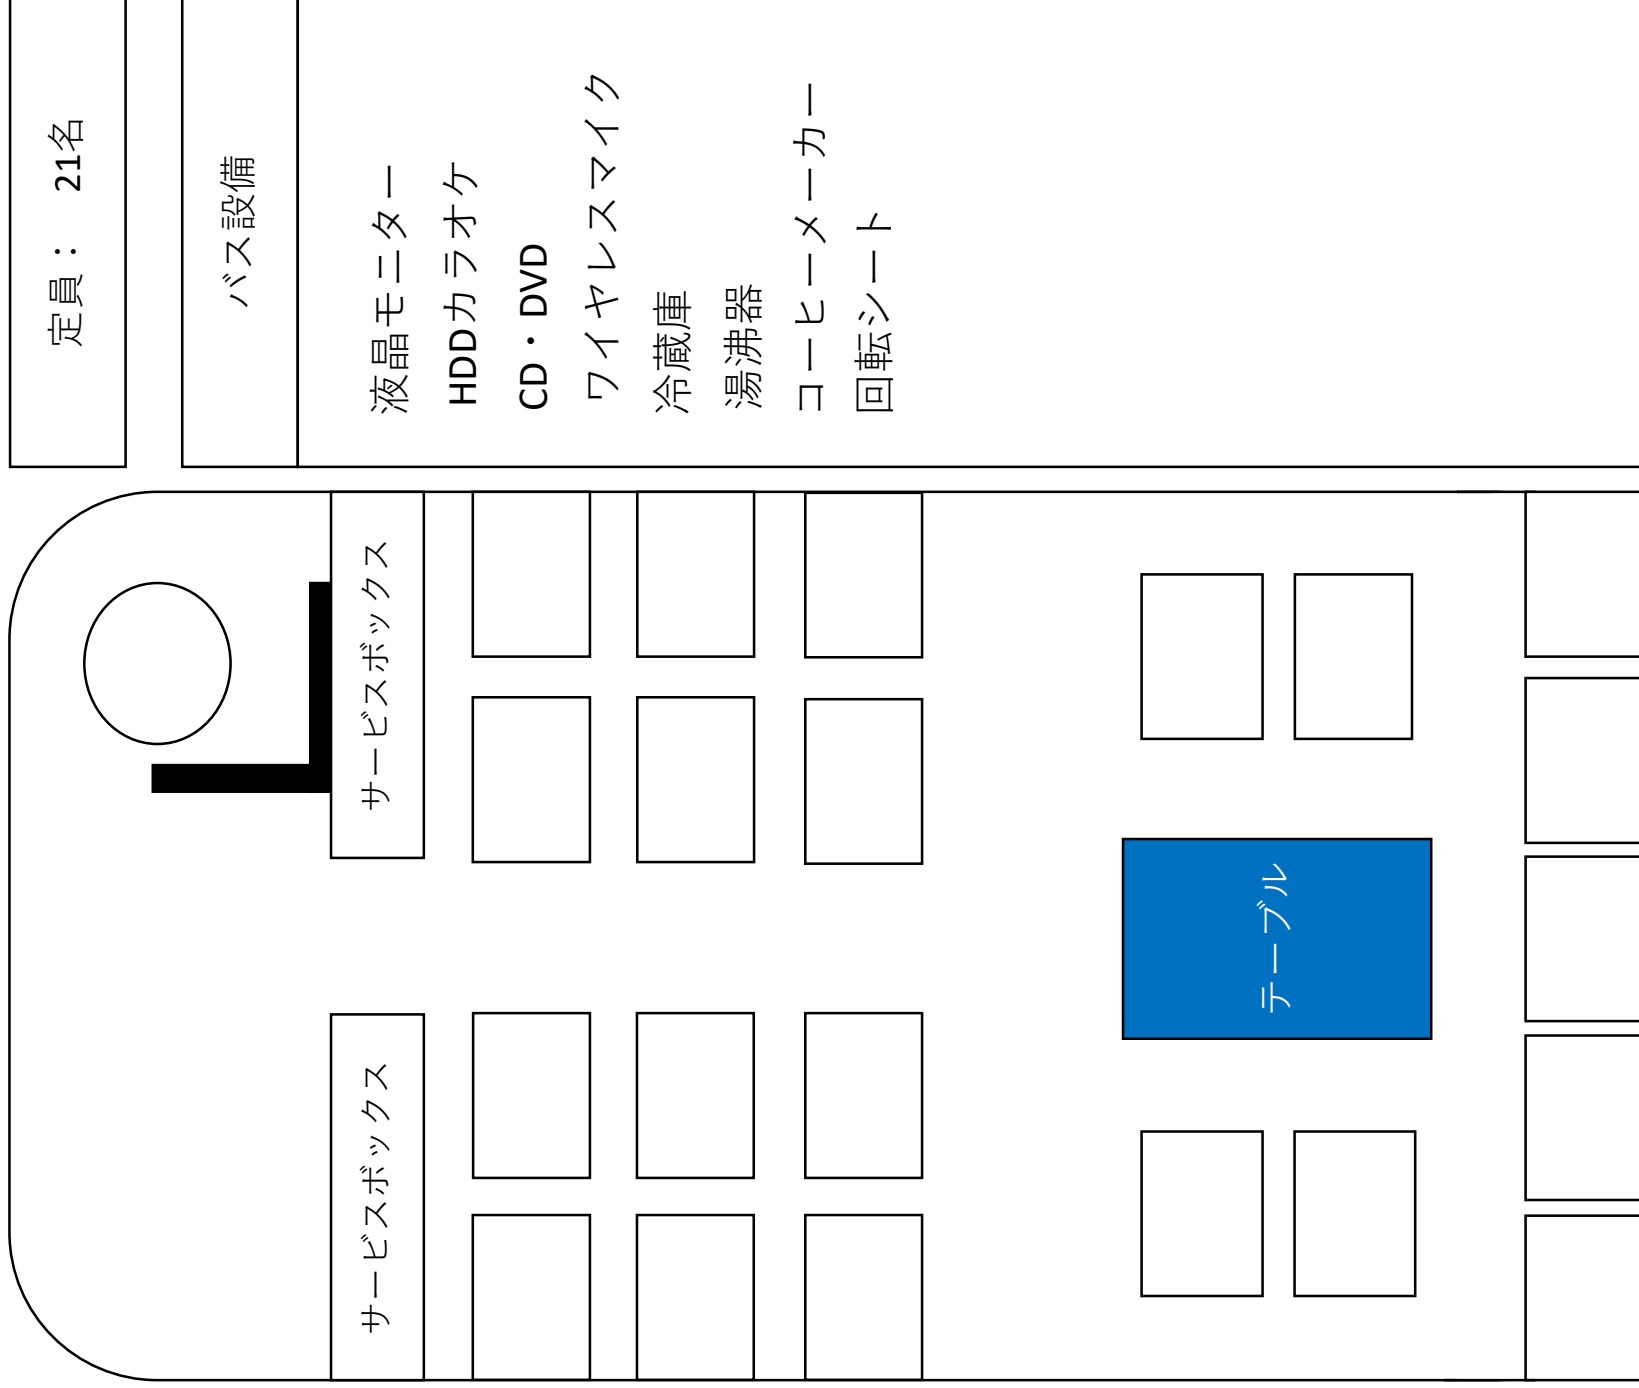 定員： 21名
バス設備
液晶モニター
HDDカラオケ
CD・DVD
ワイヤレスマイク
冷蔵庫
湯沸器
コーヒーメーカー
回転シート
サービスボックス
サービスボックス
テーブル